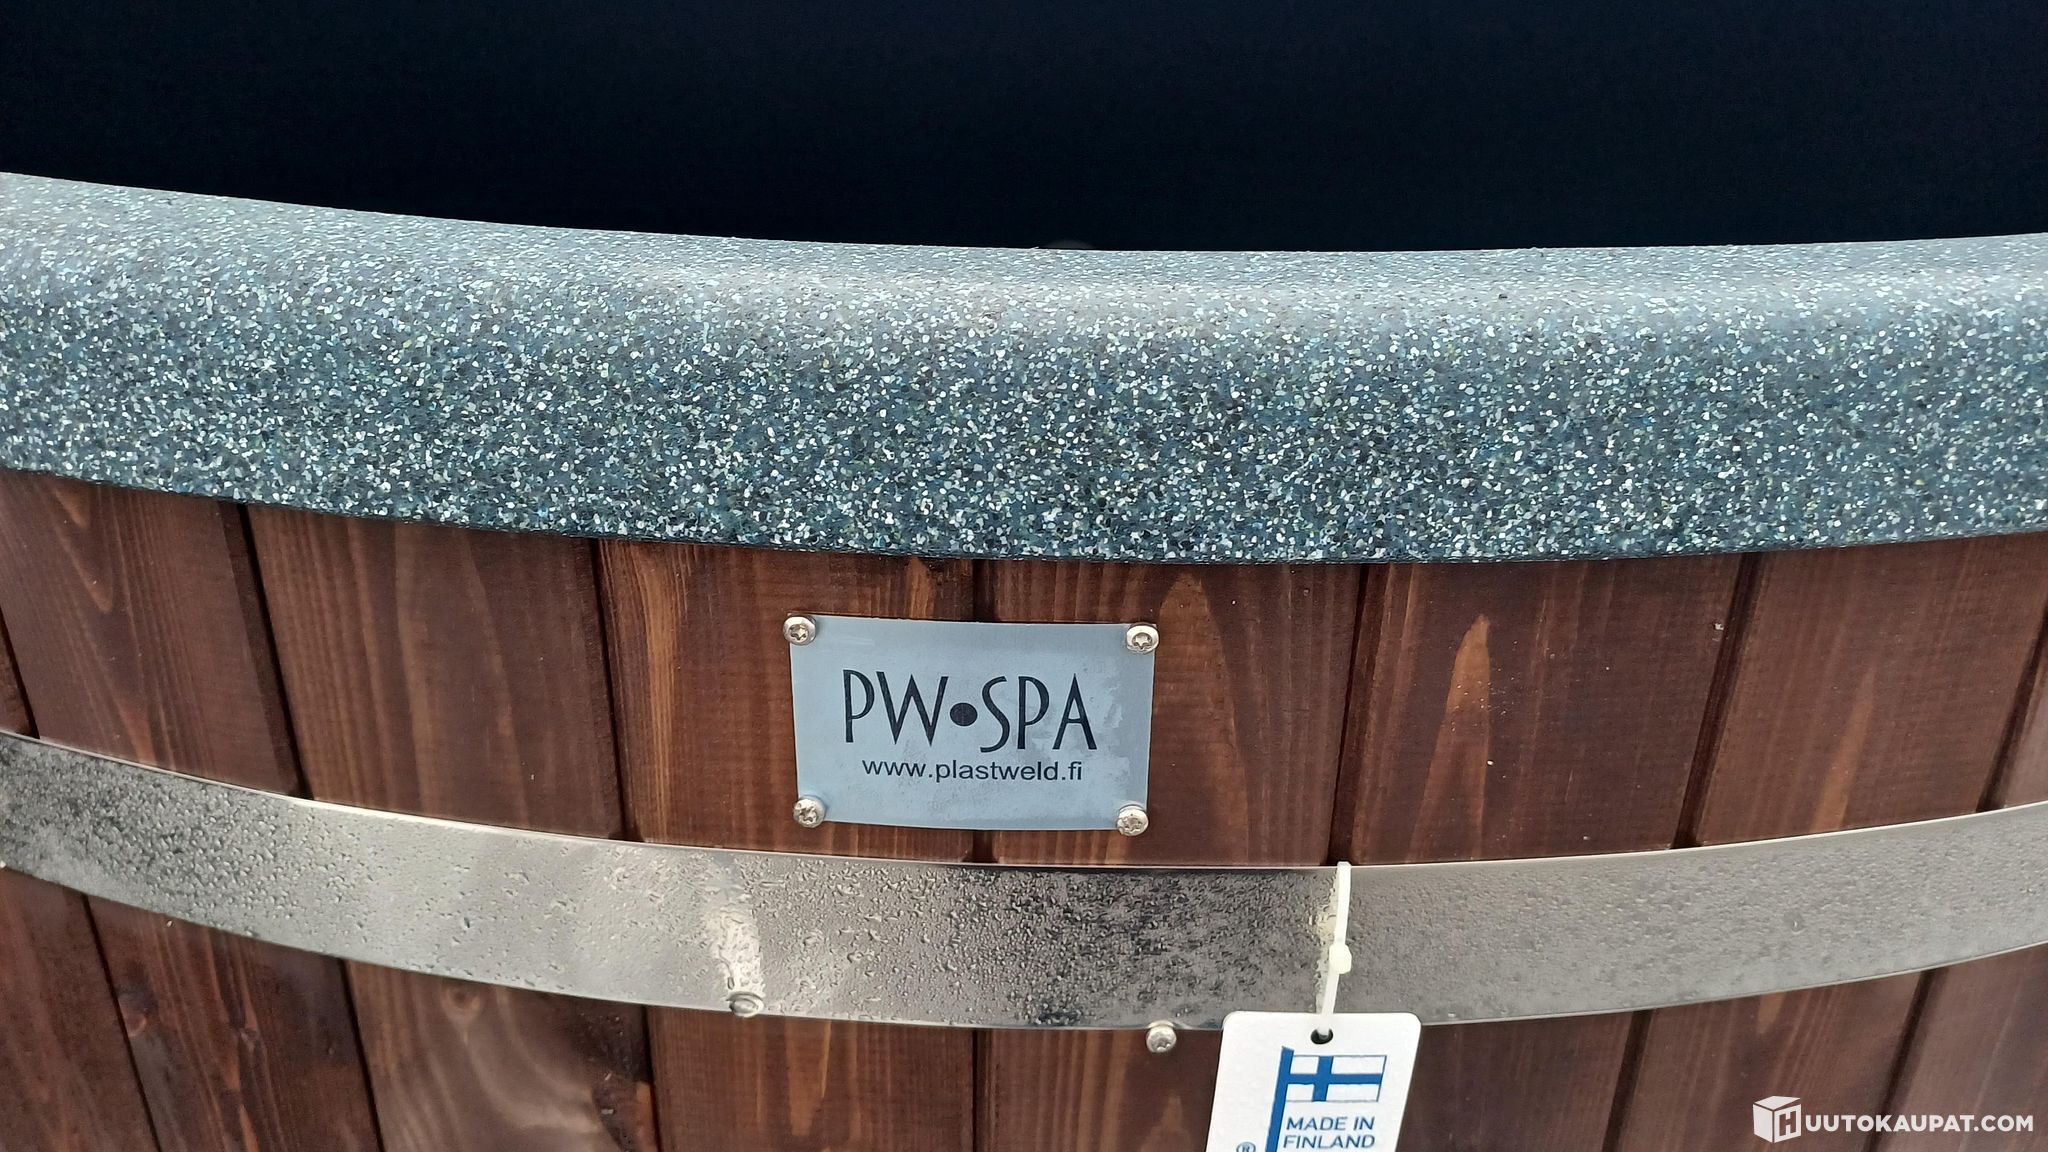 PW•SPA
www.plastweld.fi
MADE IN
FINLAND
®
HUUTOKAUPAT.COM